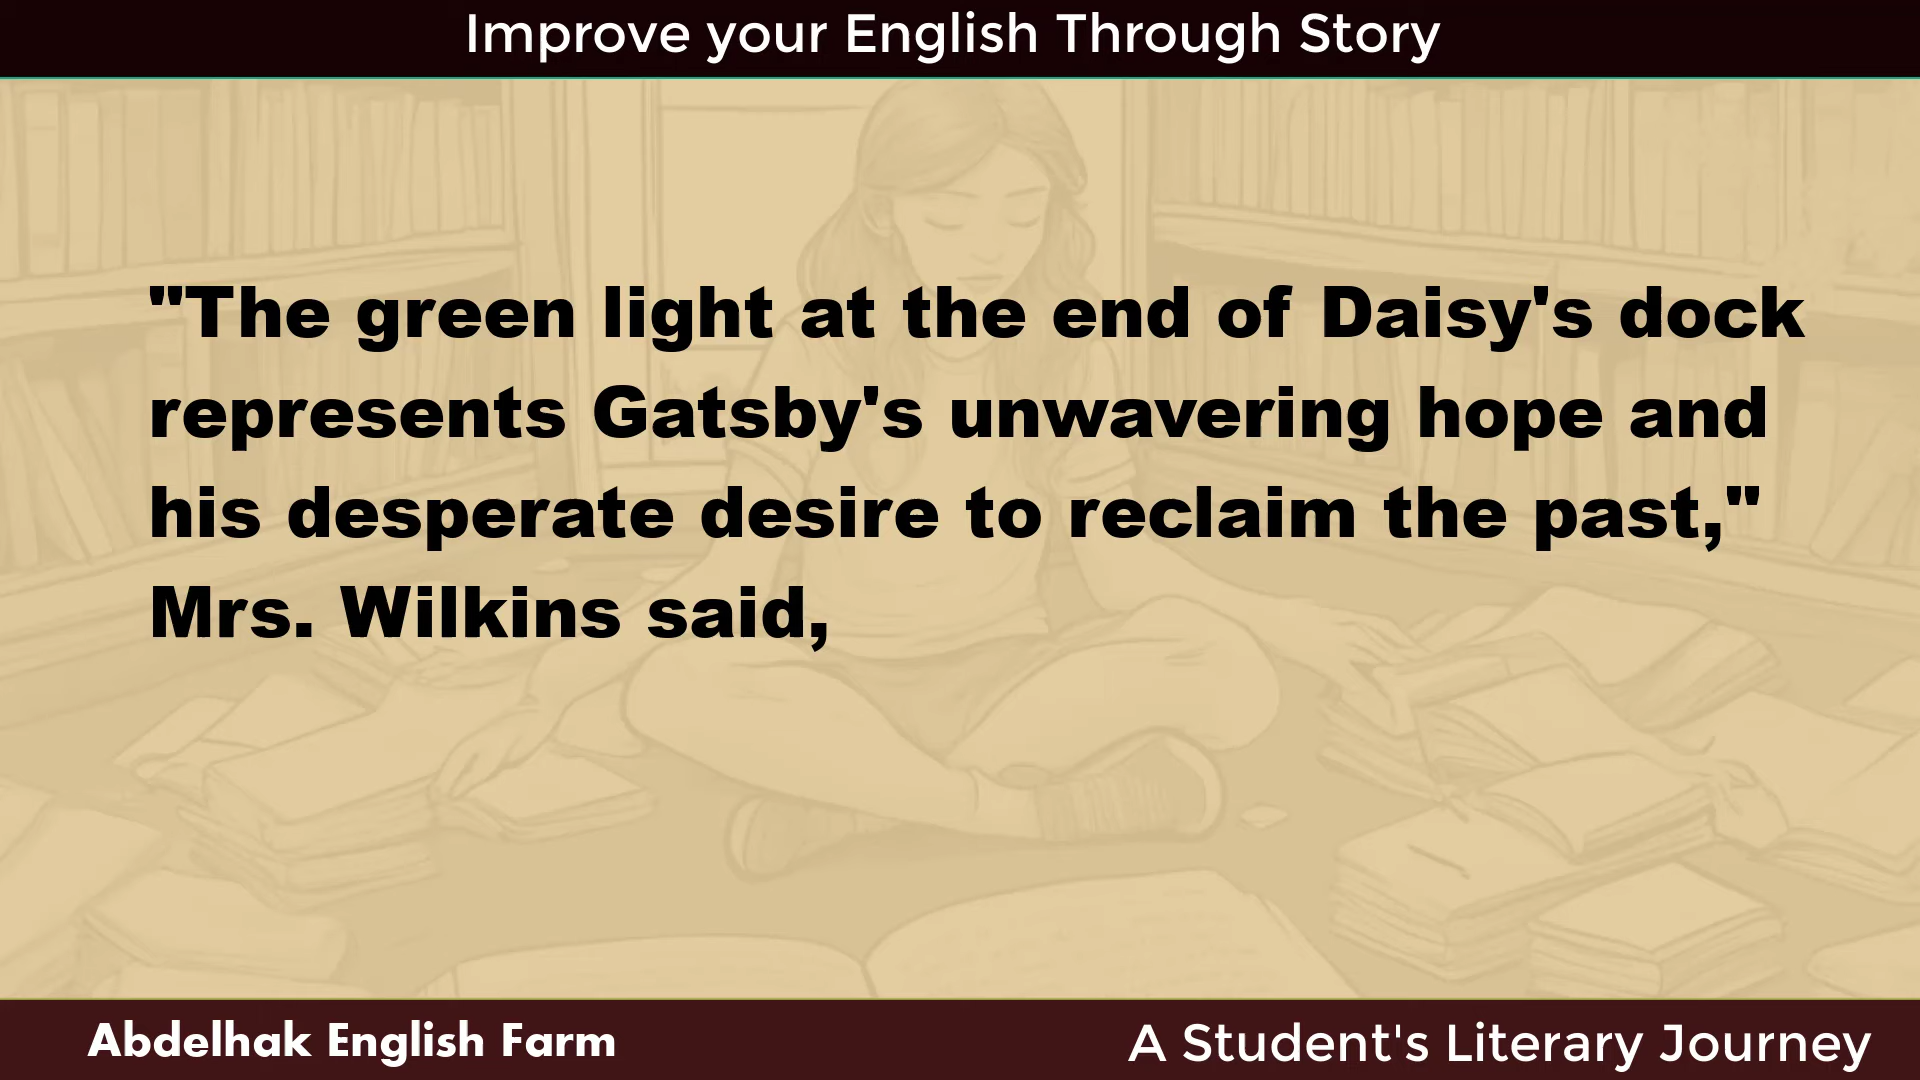 Improve your English Through Story
"The green light at the end of Daisy's dock
represents Gatsby's unwavering hope and
his desperate desire to reclaim the past,"
Mrs. Wilkins said,
Abdelhak English Farm
A Student's Literary Journey